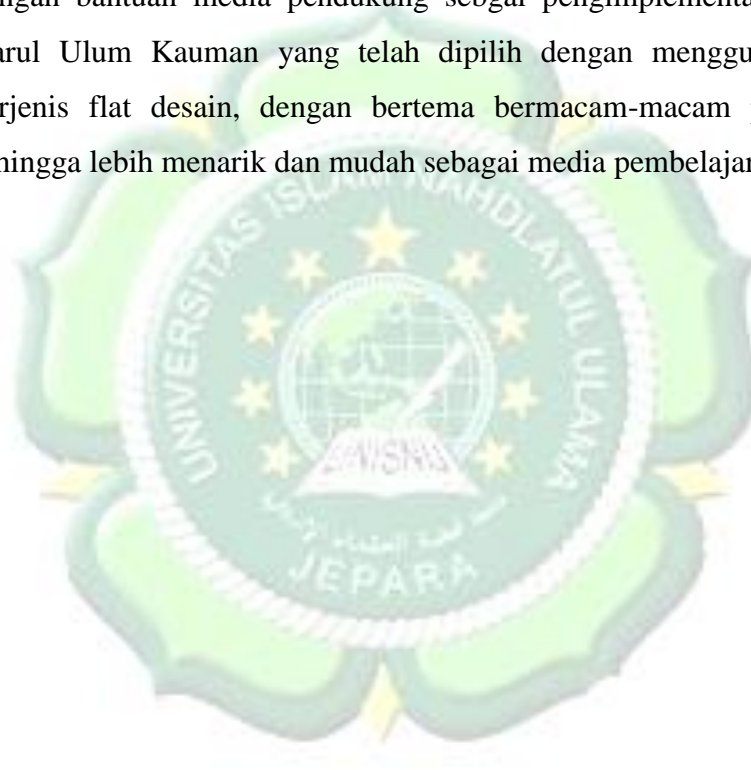 ngan bantuan media pendukung sebgai pengimplementa
arul Ulum Kauman yang telah dipilih dengan menggu
rjenis flat desain, dengan bertema bermacam-macam
hingga lebih menarik dan mudah sebagai media pembelajar
UNIVERSITAS ISLAM NAHDLATUL ULAMA
UNISNU
JEPARA